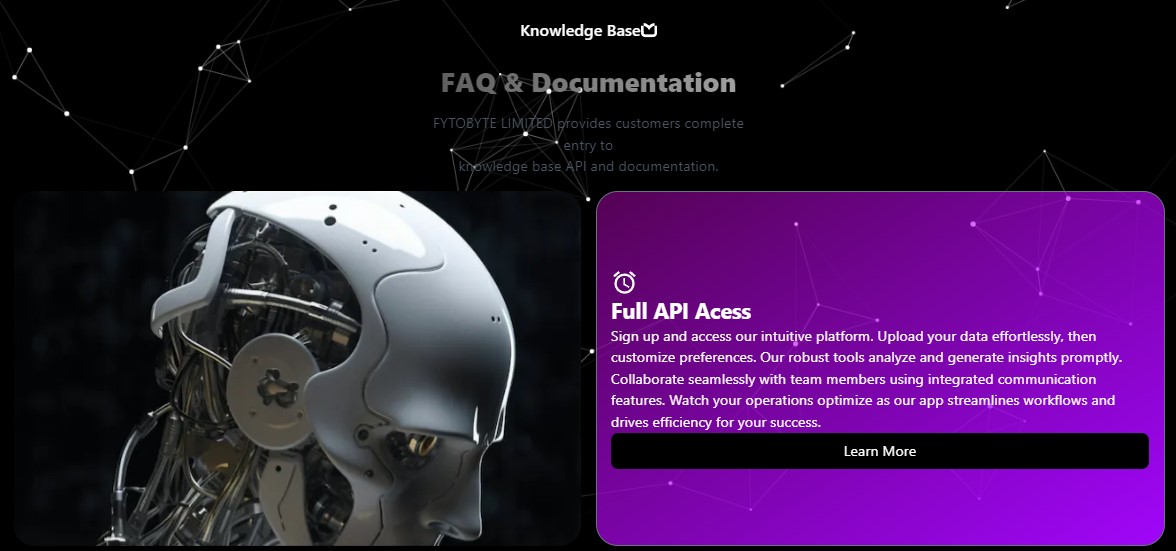 Knowledge Base
FAQ & Documentation
FYTOBYTE LIMITED provides customers complete
entry to
knowledge base API and documentation.
Full API Acess
Sign up and access our intuitive platform. Upload your data effortlessly, then
customize preferences. Our robust tools analyze and generate insights promptly.
Collaborate seamlessly with team members using integrated communication
features. Watch your operations optimize as our app streamlines workflows and
drives efficiency for your success.
Learn More